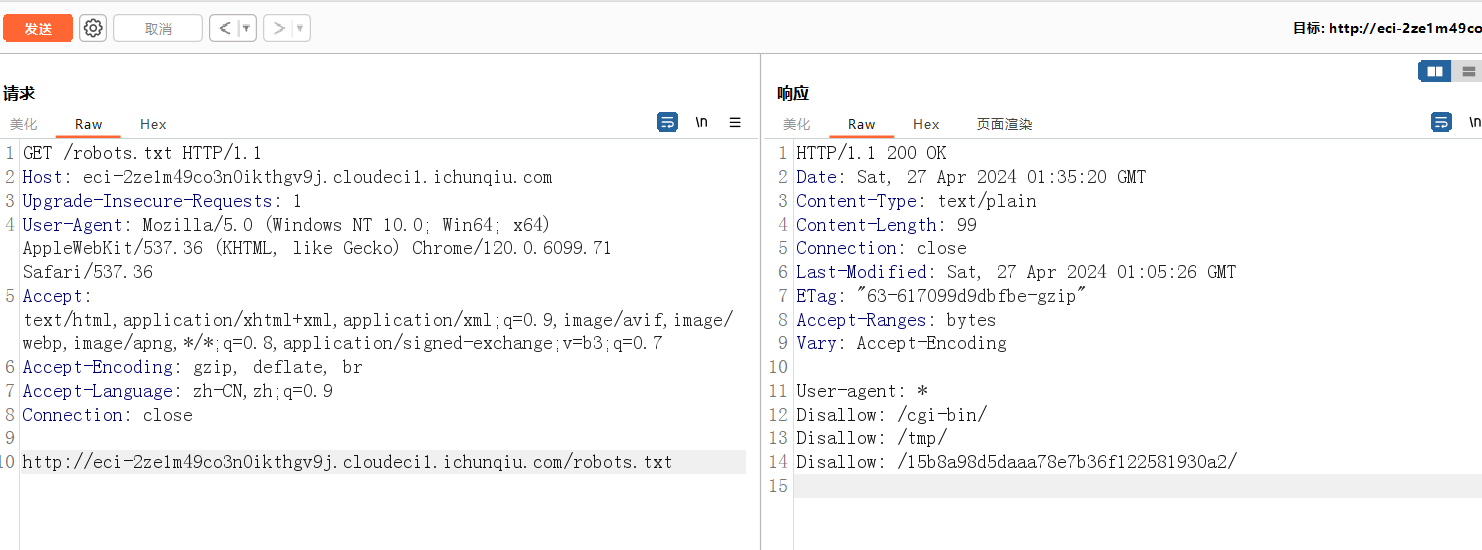 发送 取消 < > 目标: http://eci-2ze1m49co
请求
美化 Raw Hex \n
1 GET /robots.txt HTTP/1.1
2 Host: eci-2ze1m49co3n0ikthgv9j.cloudeci1.ichunqiu.com
3 Upgrade-Insecure-Requests: 1
4 User-Agent: Mozilla/5.0 (Windows NT 10.0; Win64; x64)
AppleWebKit/537.36 (KHTML, like Gecko) Chrome/120.0.6099.71
Safari/537.36
5 Accept:
text/html,application/xhtml+xml,application/xml;q=0.9,image/avif,image/
webp,image/apng,*/*;q=0.8,application/signed-exchange;v=b3;q=0.7
6 Accept-Encoding: gzip, deflate, br
7 Accept-Language: zh-CN,zh;q=0.9
8 Connection: close
9
10 http://eci-2ze1m49co3n0ikthgv9j.cloudeci1.ichunqiu.com/robots.txt
响应
美化 Raw Hex 页面渲染 \n
1 HTTP/1.1 200 OK
2 Date: Sat, 27 Apr 2024 01:35:20 GMT
3 Content-Type: text/plain
4 Content-Length: 99
5 Connection: close
6 Last-Modified: Sat, 27 Apr 2024 01:05:26 GMT
7 ETag: "63-617099d9dbfbe-gzip"
8 Accept-Ranges: bytes
9 Vary: Accept-Encoding
10
11 User-agent: *
12 Disallow: /cgi-bin/
13 Disallow: /tmp/
14 Disallow: /15b8a98d5daaa78e7b36f122581930a2/
15